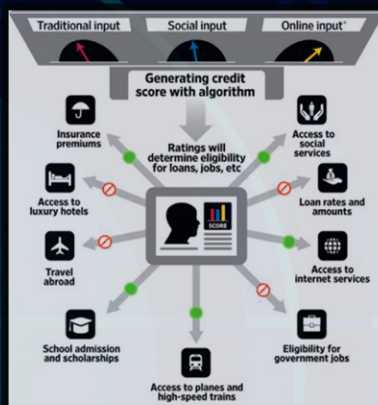 Traditional input
Social input
Online input*
Generating credit
score with algorithm
Ratings will
determine eligibility
for loans, jobs, etc
Insurance
premiums
Access to
social
services
Access to
luxury hotels
Loan rates and
amounts
SCORE
Travel
abroad
Access to
internet services
School admission
and scholarships
Eligibility for
government jobs
Access to planes and
high-speed trains